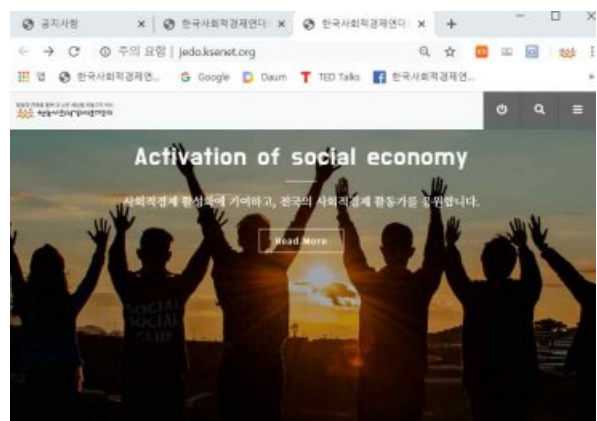 공지사항
한국사회적경제연대
한국사회적경제연대
주의 요함 | jedo.ksenet.org
앱 한국사회적경제연... Google Daum TED Talks 한국사회적경제연...
Activation of social economy
사회적경제 활성화에 기여하고, 전국의 사회적경제 활동가를 응원합니다.
Read More
SOCIAL
SOCIAL
CLUB